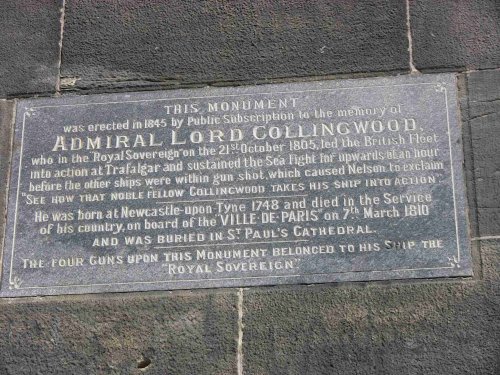 THIS MONUMENT
was erected in 1845 by Public Subscription to the memory of
ADMIRAL LORD COLLINGWOOD,
who in the Royal Sovereign on the 21st October 1805, led the British Fleet
into action at Trafalgar and sustained the Sea Fight for upwards of an hour
before the other ships were within gun shot, which caused Nelson to exclaim
"SEE HOW THAT NOBLE FELLOW COLLINGWOOD TAKES HIS SHIP INTO ACTION"
He was born at Newcastle-upon-Tyne 1748 and died in the Service
of his country, on board of the "VILLE DE PARIS" on 7th March 1810
AND WAS BURIED IN ST PAUL'S CATHEDRAL.
THE FOUR GUNS UPON THIS MONUMENT BELONGED TO HIS SHIP THE
"ROYAL SOVEREIGN"